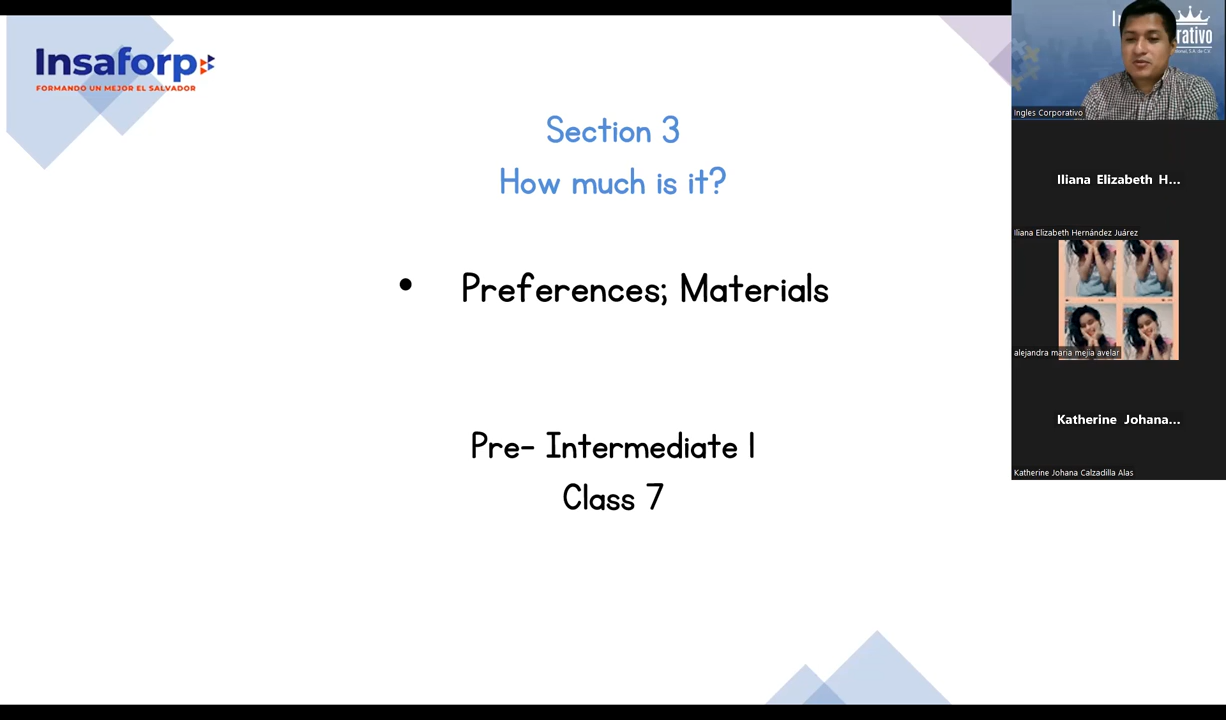 Insaforp
FORMANDO UN MEJOR EL SALVADOR
Section 3
How much is it?
• Preferences; Materials
Pre- Intermediate I
Class 7
Ingles Corporativo
Iliana Elizabeth H...
Iliana Elizabeth Hernández Juárez
alejandra maria mejia avelar
Katherine Johana...
Katherine Johana Calzadilla Alas